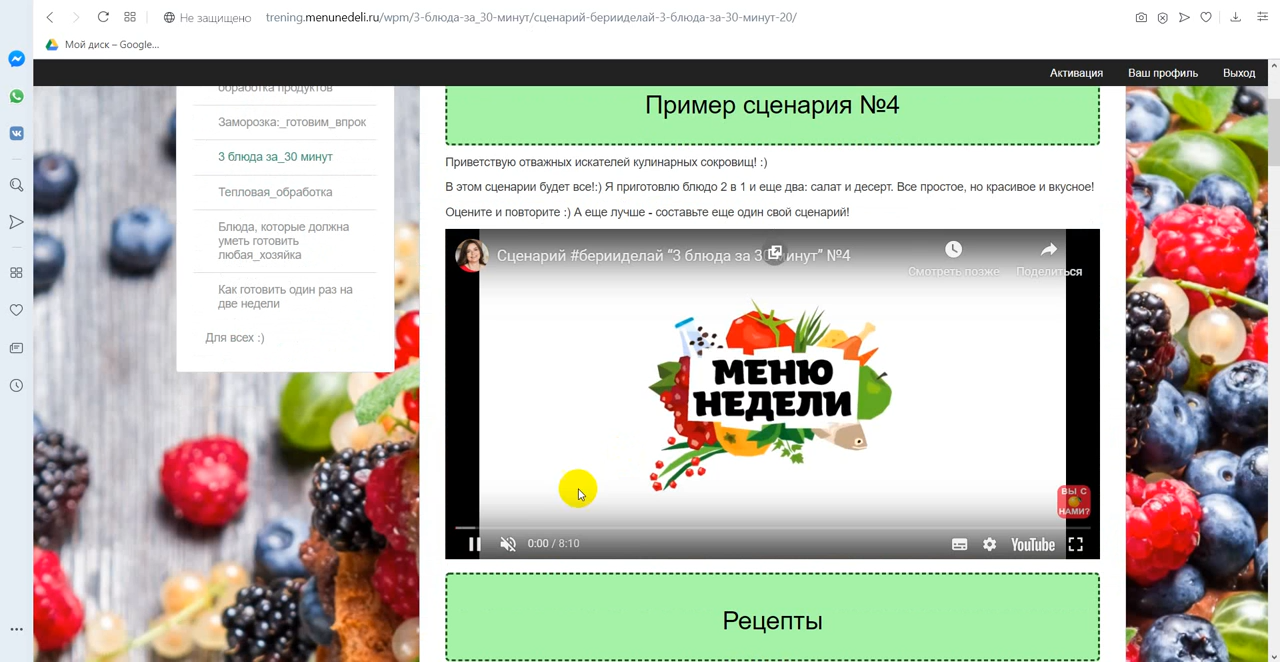 Не защищено
trening.menunedeli.ru/wpm/3-блюда-за_30-минут/сценарий-берииделай-3-блюда-за-30-минут-20/
Мой диск – Google...
Активация
Ваш профиль
Выход
обработка продуктов
Заморозка:_готовим_впрок
3 блюда за_30 минут
Тепловая_обработка
Блюда, которые должна
уметь готовить
любая_хозяйка
Как готовить один раз на
две недели
Для всех :)
Пример сценария №4
Приветствую отважных искателей кулинарных сокровищ! :)
В этом сценарии будет все!:) Я приготовлю блюдо 2 в 1 и еще два: салат и десерт. Все простое, но красивое и вкусное!
Оцените и повторите :) А еще лучше - составьте еще один свой сценарий!
Сценарий #берииделай “3 блюда за 30 минут” №4
Смотреть позже
Поделиться
МЕНЮ
НЕДЕЛИ
ВЫ С
НАМИ?
0:00 / 8:10
YouTube
Рецепты